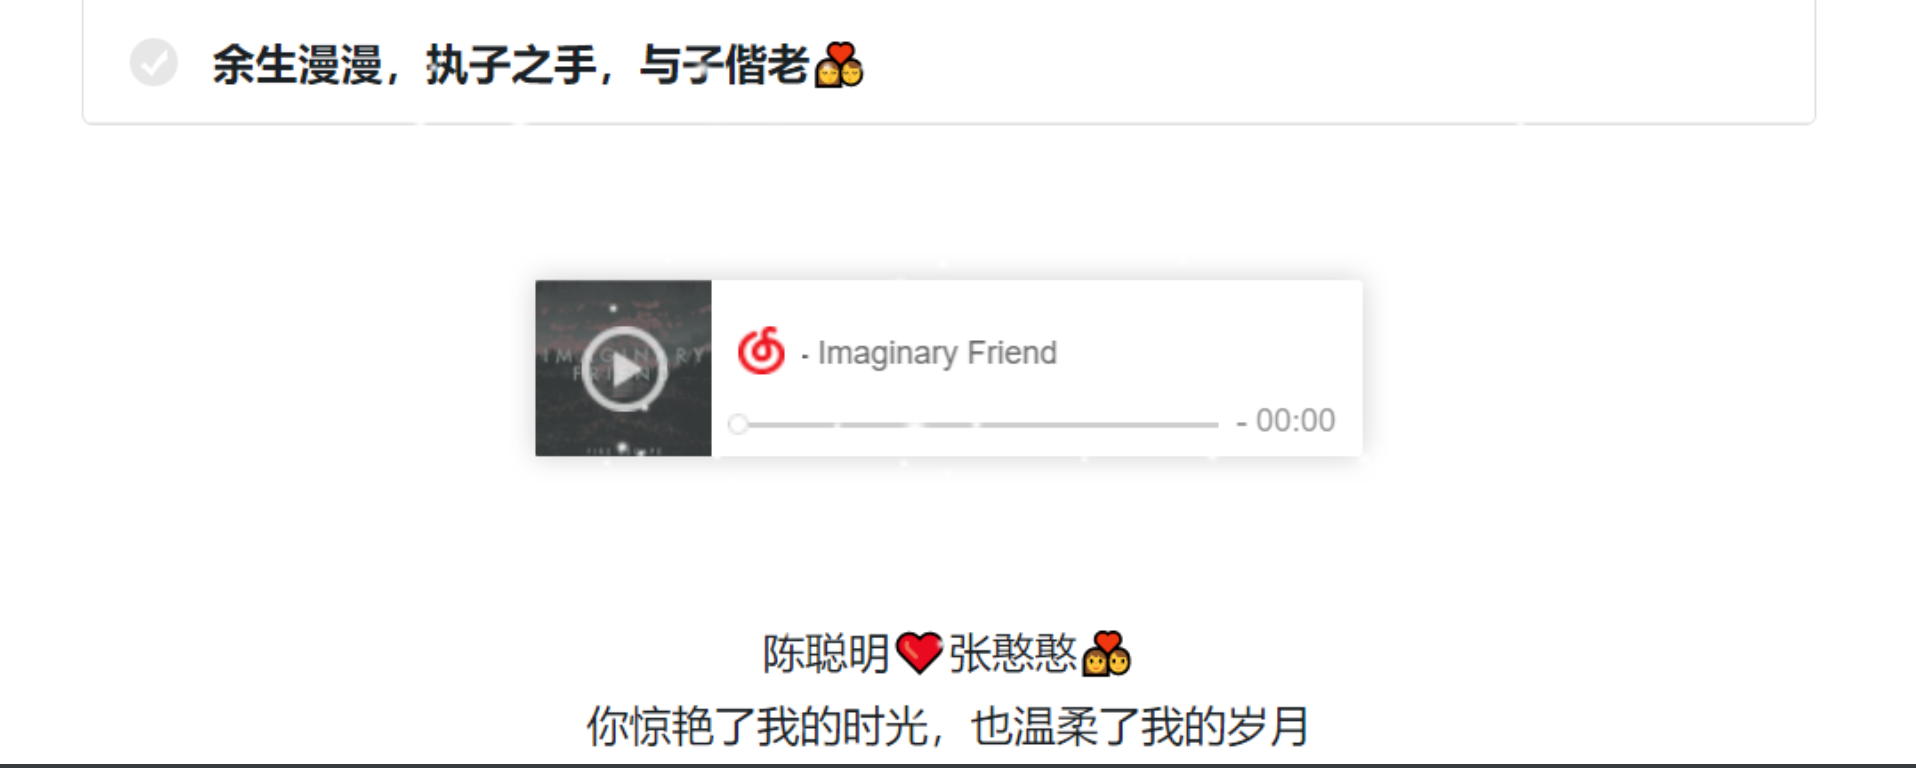 余生漫漫，执子之手，与子偕老💏
IMAGINARY
FRIEND
- Imaginary Friend
- 00:00
FIRE ESCAPE
陈聪明❤️张憨憨💑
你惊艳了我的时光，也温柔了我的岁月